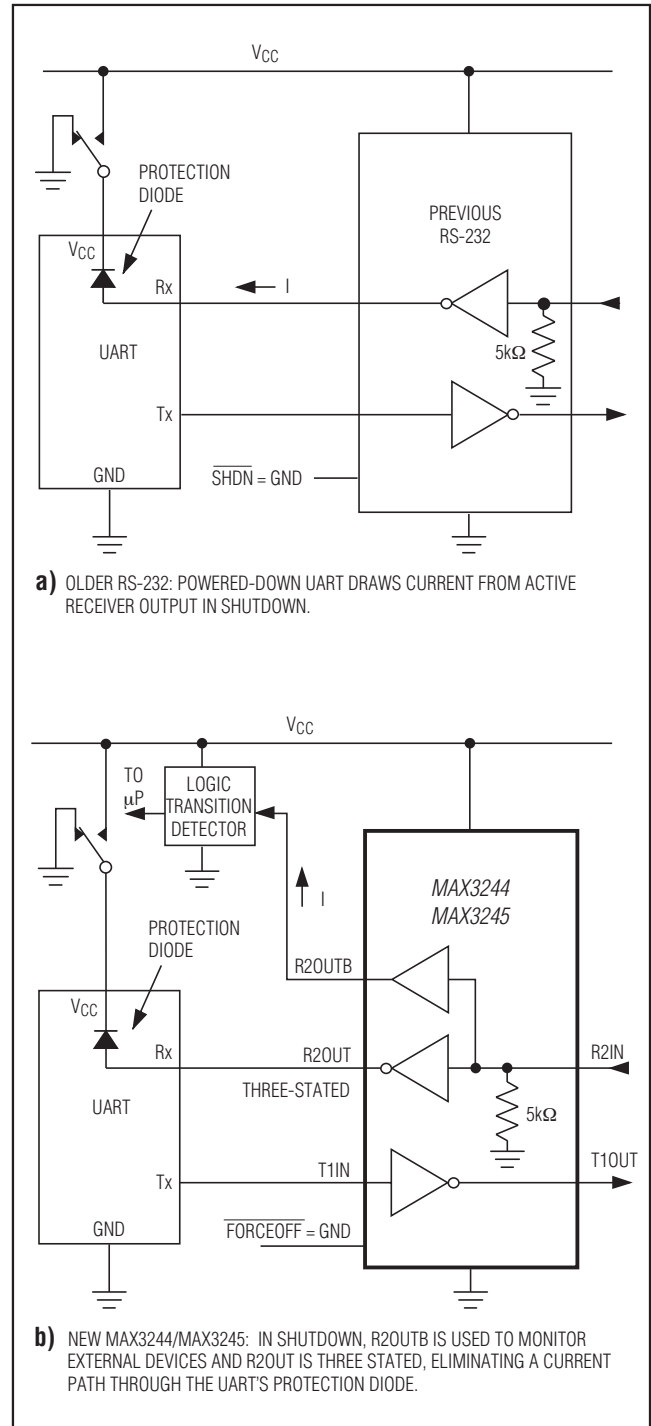 VCC
PROTECTION
DIODE
PREVIOUS
RS-232
VCC
Rx
I
UART
5kΩ
Tx
GND
SHDN = GND
a) OLDER RS-232: POWERED-DOWN UART DRAWS CURRENT FROM ACTIVE
RECEIVER OUTPUT IN SHUTDOWN.
VCC
TO
μP
LOGIC
TRANSITION
DETECTOR
MAX3244
MAX3245
I
PROTECTION
DIODE
R2OUTB
VCC
Rx
R2OUT
R2IN
THREE-STATED
UART
5kΩ
Tx
T1IN
T1OUT
GND
FORCEOFF = GND
b) NEW MAX3244/MAX3245: IN SHUTDOWN, R2OUTB IS USED TO MONITOR
EXTERNAL DEVICES AND R2OUT IS THREE STATED, ELIMINATING A CURRENT
PATH THROUGH THE UART'S PROTECTION DIODE.